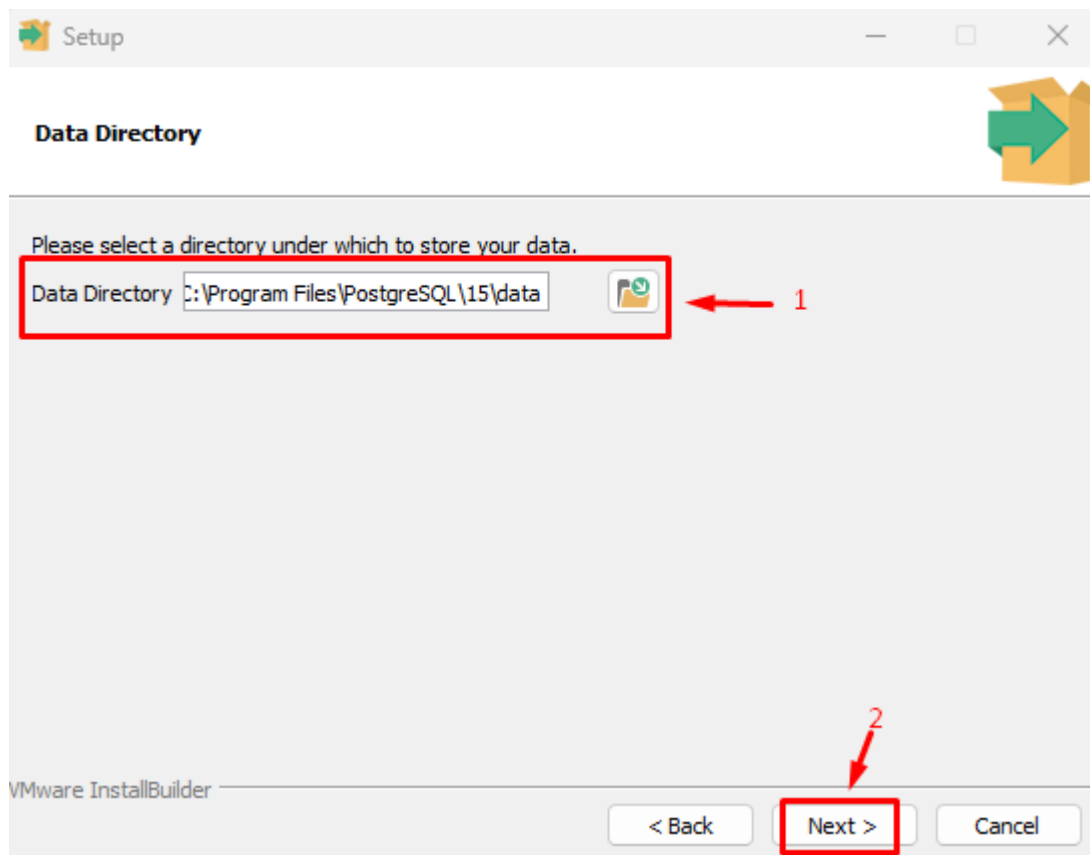 Setup
Data Directory
Please select a directory under which to store your data.
Data Directory C:\Program Files\PostgreSQL\15\data
1
2
VMware InstallBuilder
< Back Next > Cancel